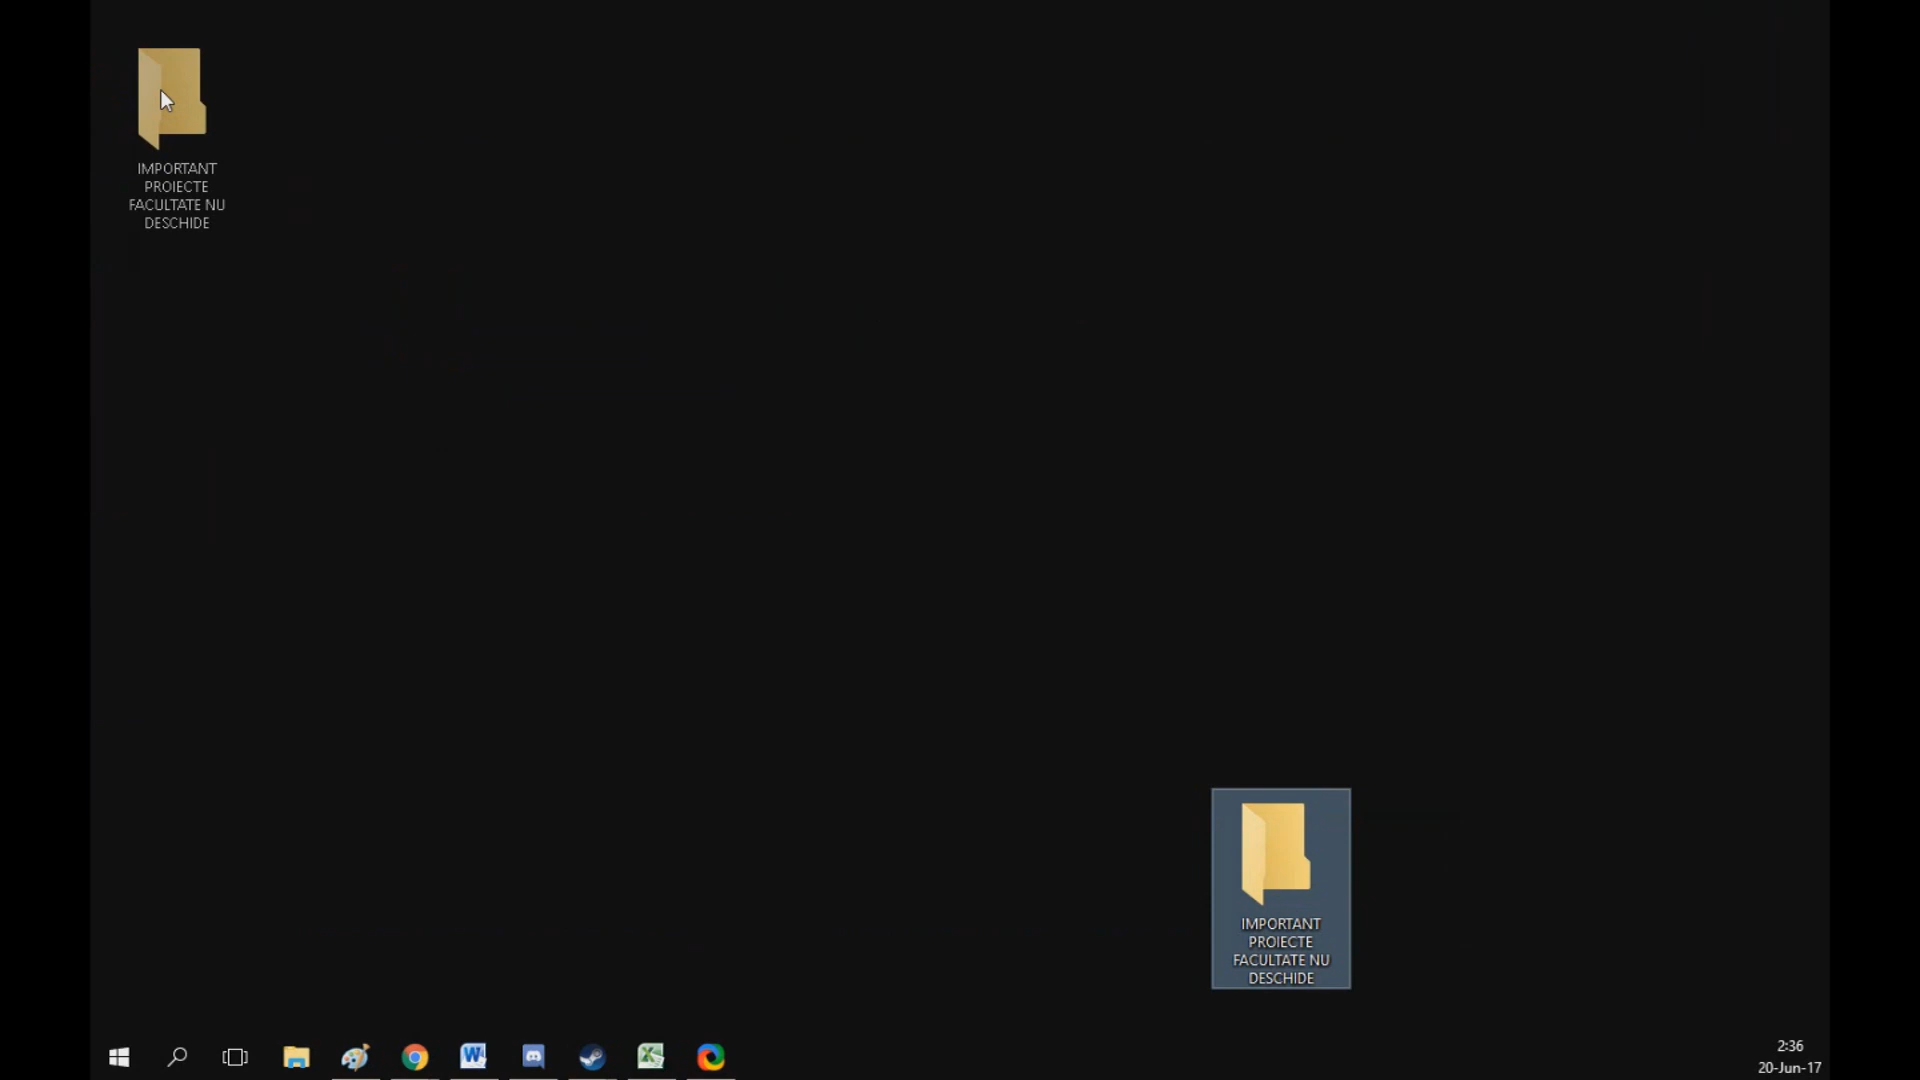 IMPORTANT
PROIECTE
FACULTATE NU
DESCHIDE
IMPORTANT
PROIECTE
FACULTATE NU
DESCHIDE
2:36
20-Jun-17